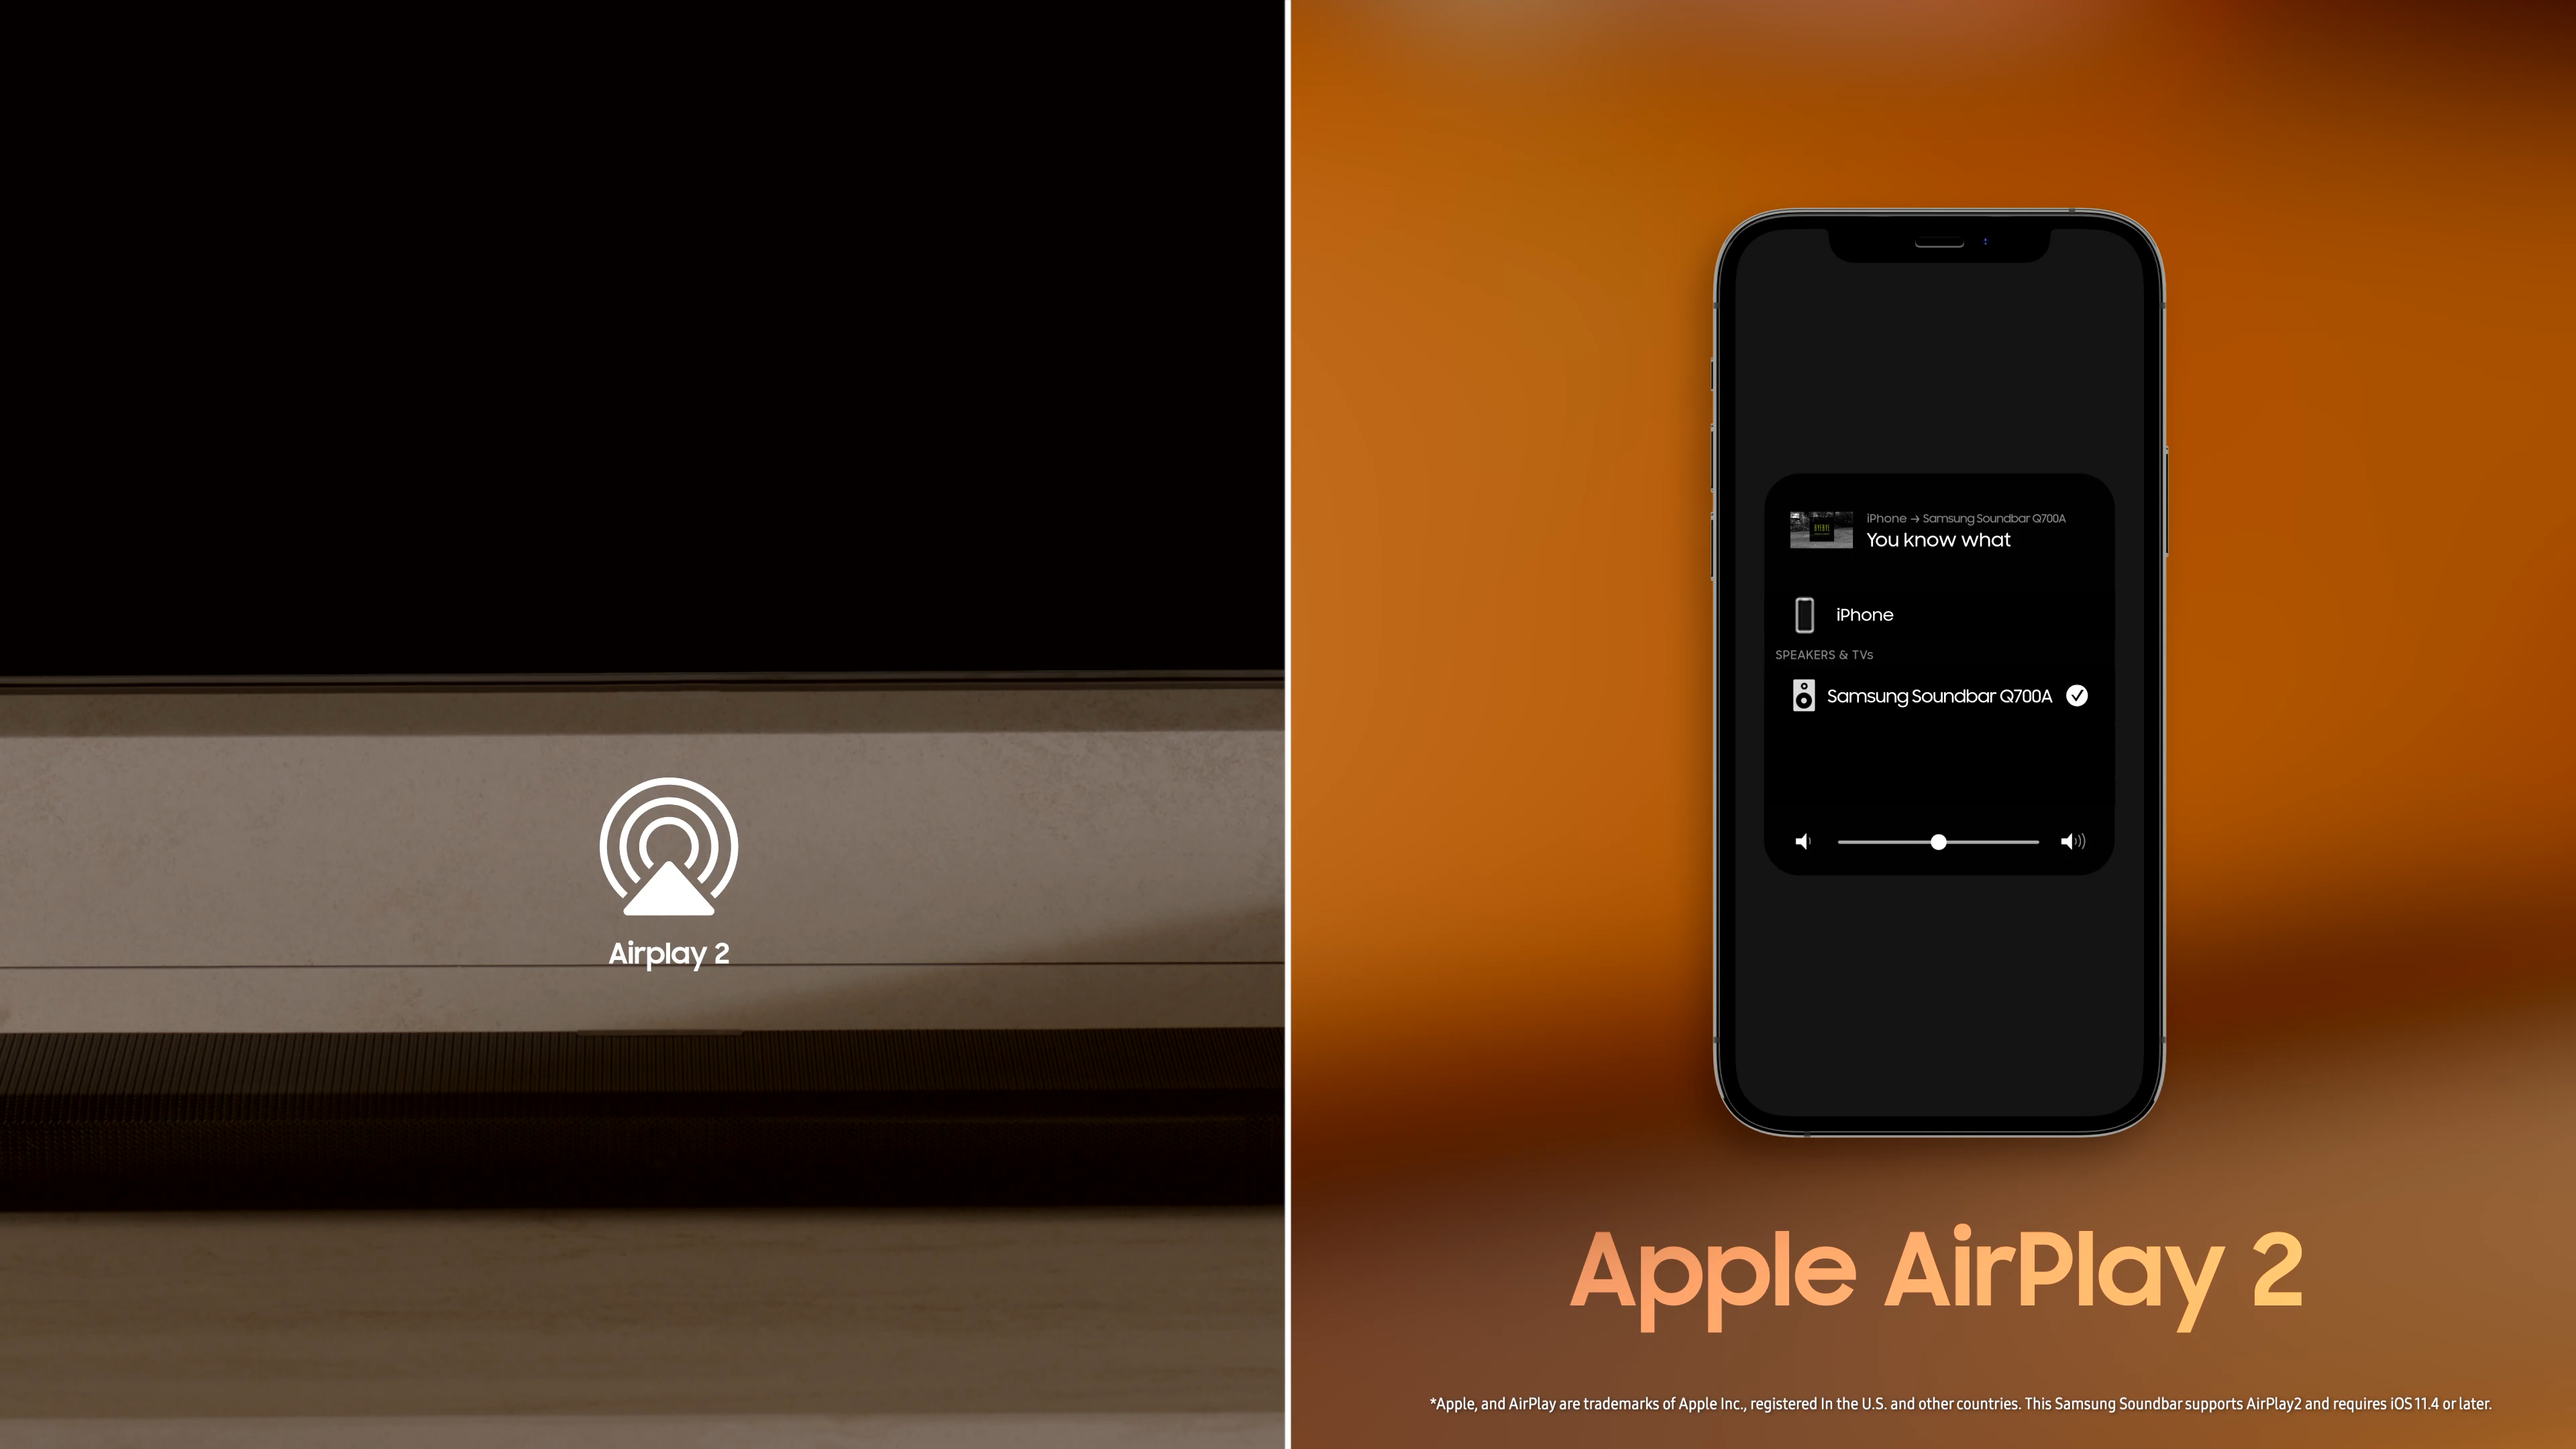 Airplay 2
BYEBYE
iPhone → Samsung Soundbar Q700A
You know what
iPhone
SPEAKERS & TVs
Samsung Soundbar Q700A
Apple AirPlay 2
*Apple, and AirPlay are trademarks of Apple Inc., registered In the U.S. and other countries. This Samsung Soundbar supports AirPlay2 and requires iOS 11.4 or later.